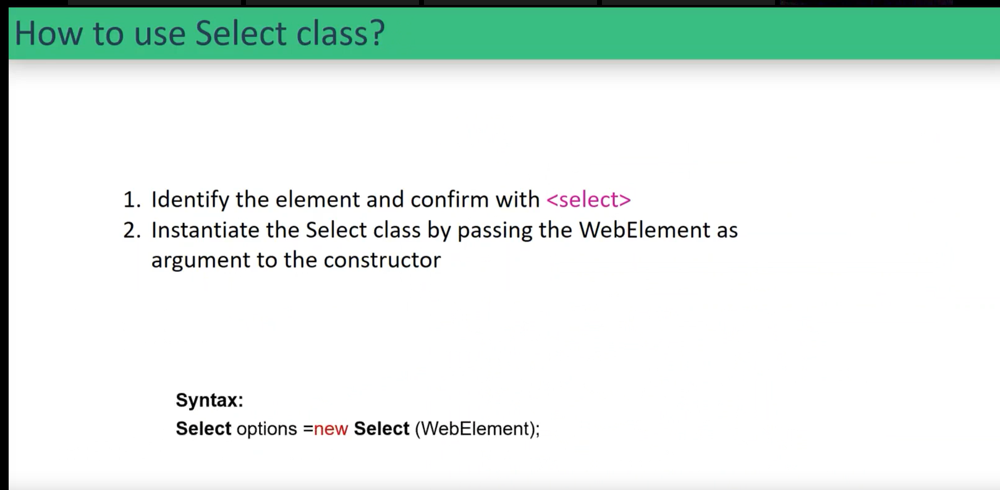 How to use Select class?
1. Identify the element and confirm with <select>
2. Instantiate the Select class by passing the WebElement as
argument to the constructor
Syntax:
Select options =new Select (WebElement);